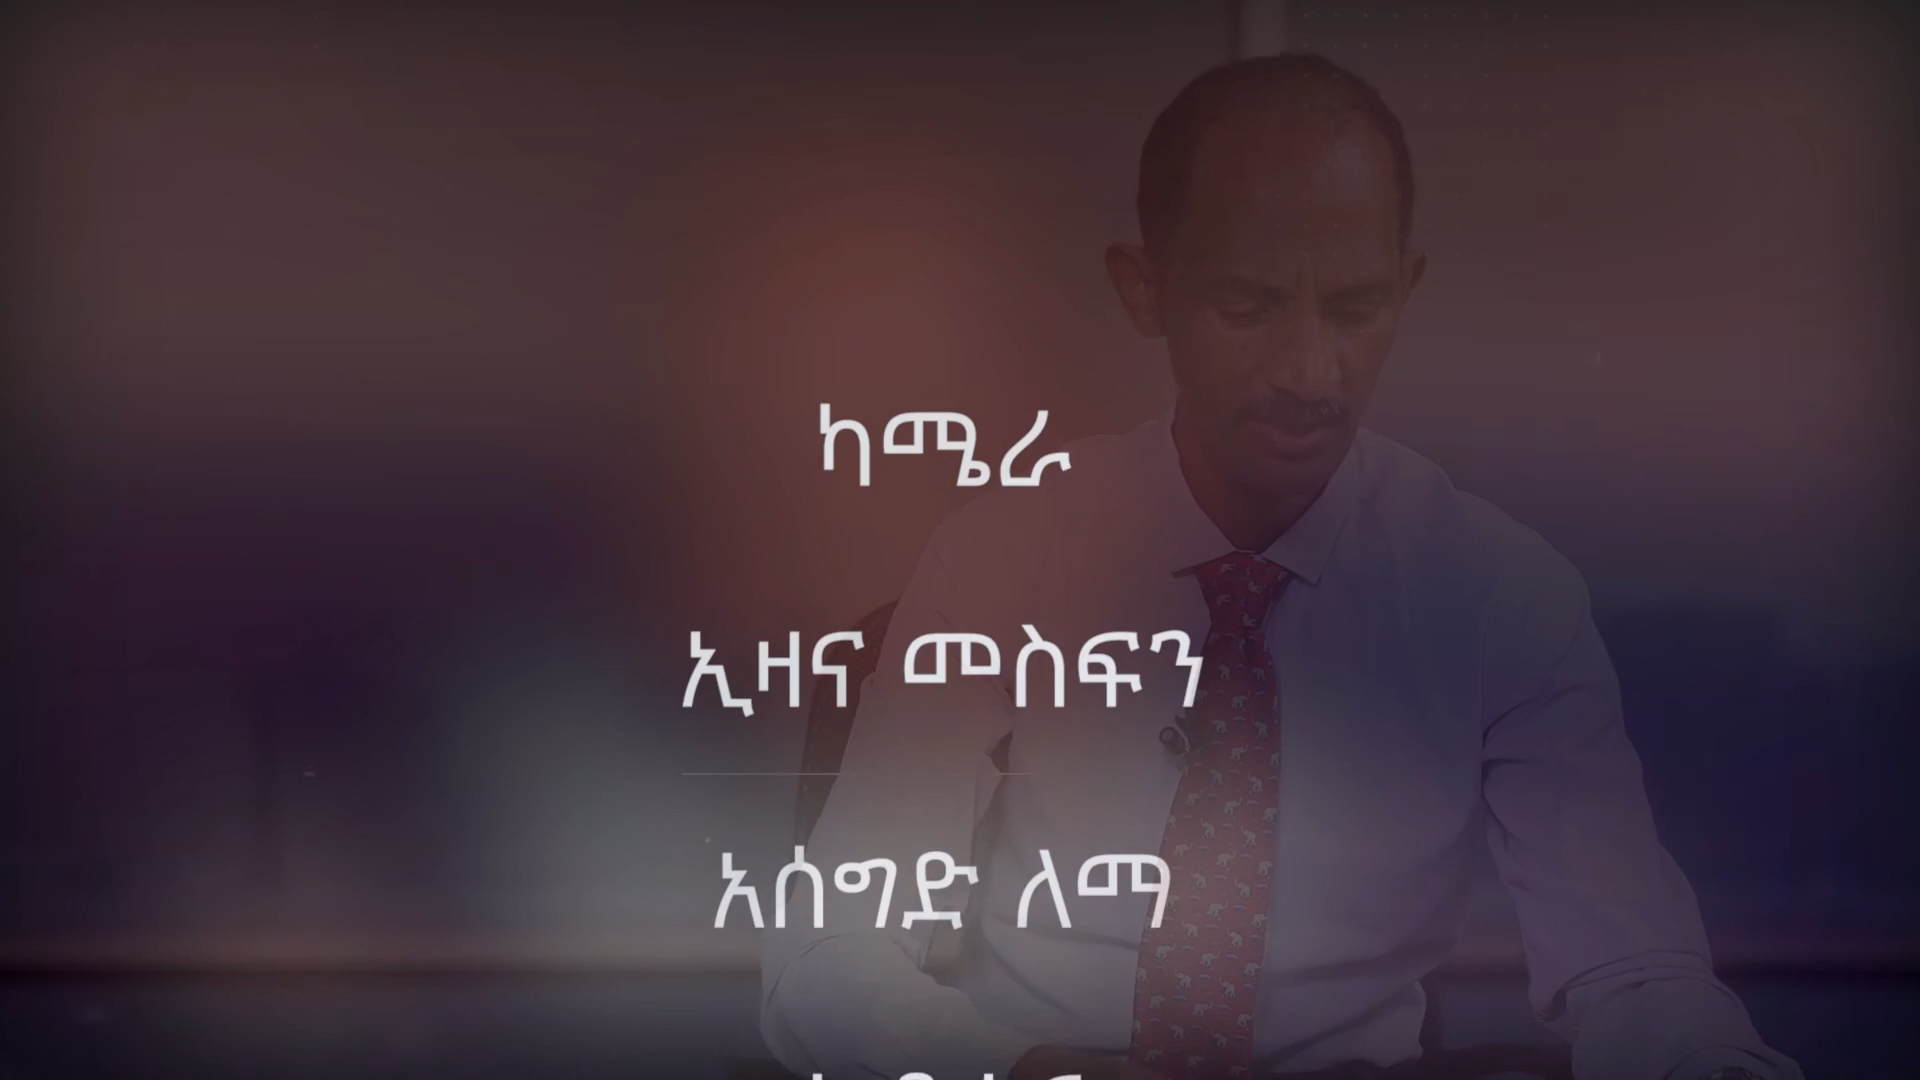 ካሜራ
ኢዛና መስፍን
አሰግድ ለማ